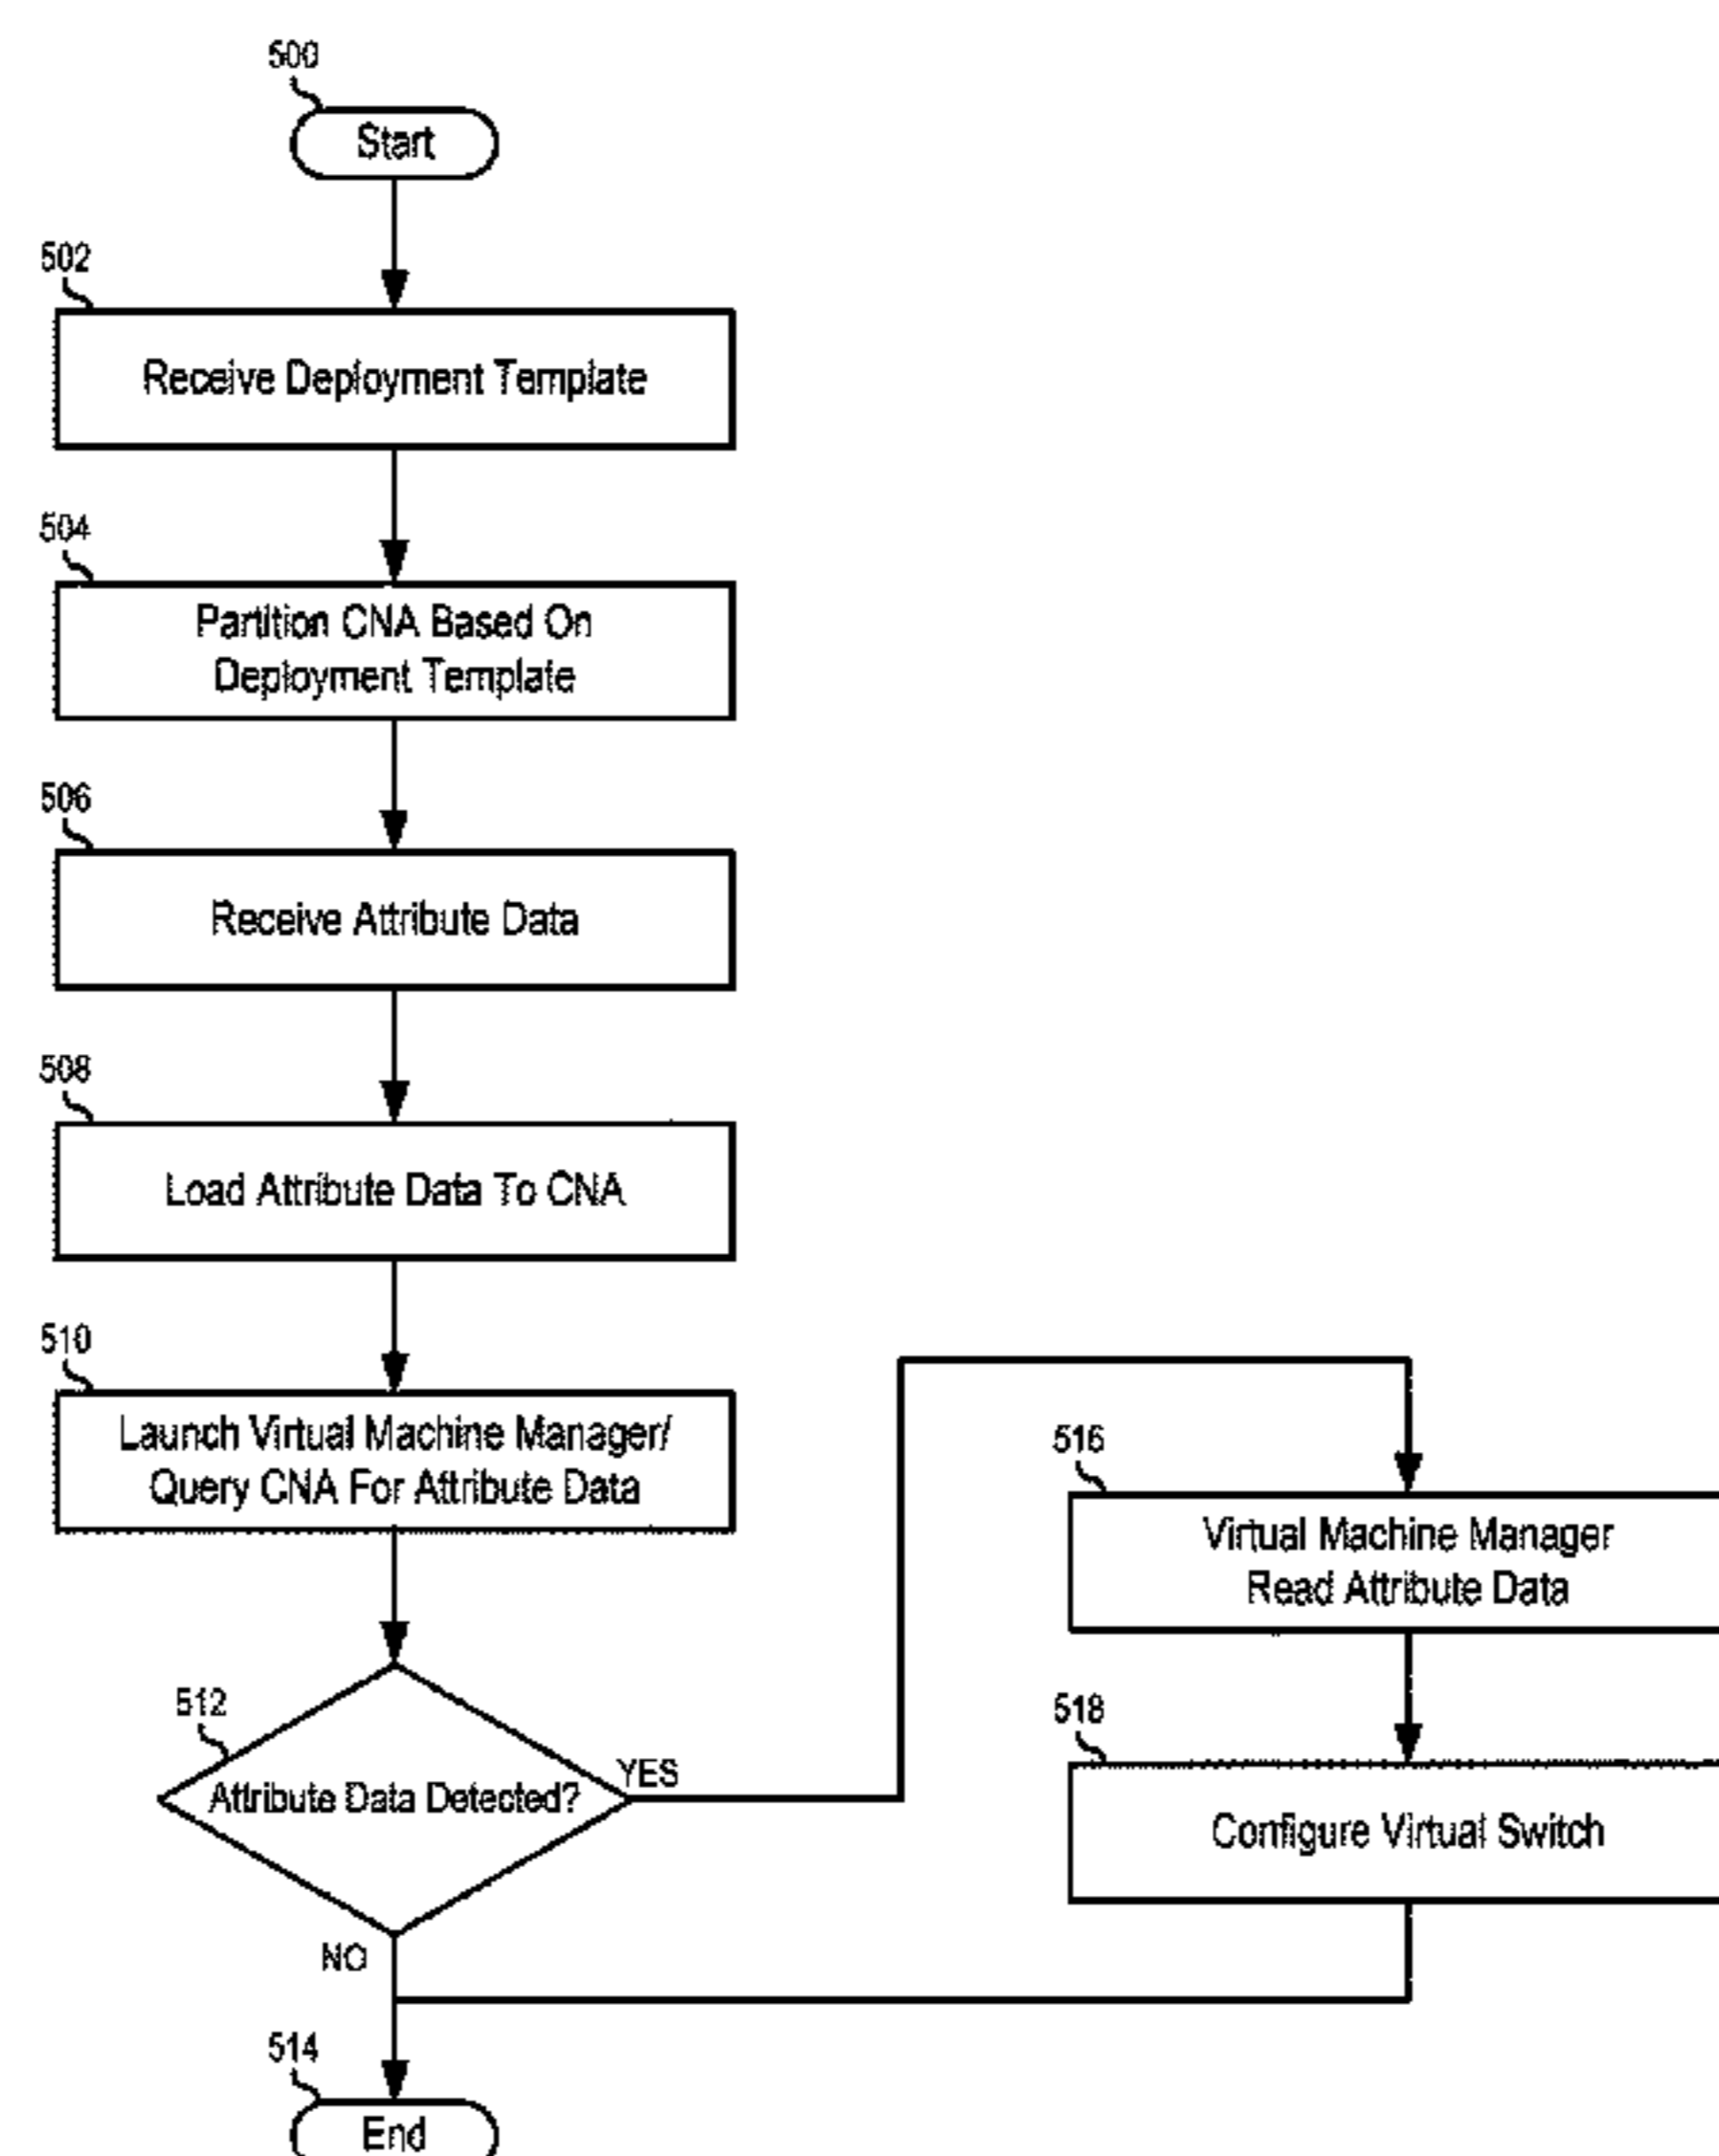 500
Start
502
Receive Deployment Template
504
Partition CNA Based On
Deployment Template
506
Receive Attribute Data
508
Load Attribute Data To CNA
510
Launch Virtual Machine Manager/
Query CNA For Attribute Data
512
Attribute Data Detected?
YES
NO
516
Virtual Machine Manager
Read Attribute Data
518
Configure Virtual Switch
514
End